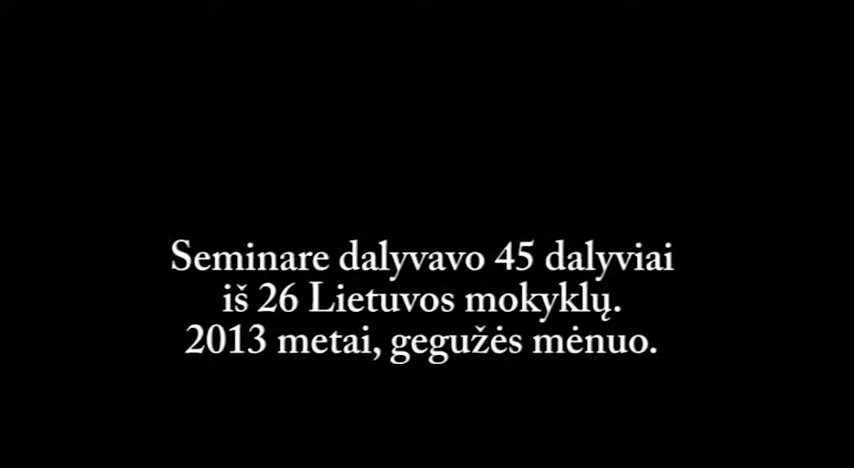 Seminare dalyvavo 45 dalyviai
iš 26 Lietuvos mokyklų.
2013 metai, gegužės mėnuo.